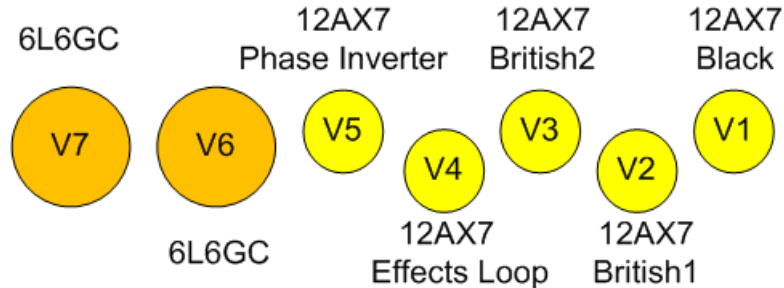 6L6GC
12AX7
Phase Inverter
12AX7
British2
12AX7
Black
V7
V6
V5
V4
V3
V2
V1
6L6GC
12AX7
Effects Loop
12AX7
British1